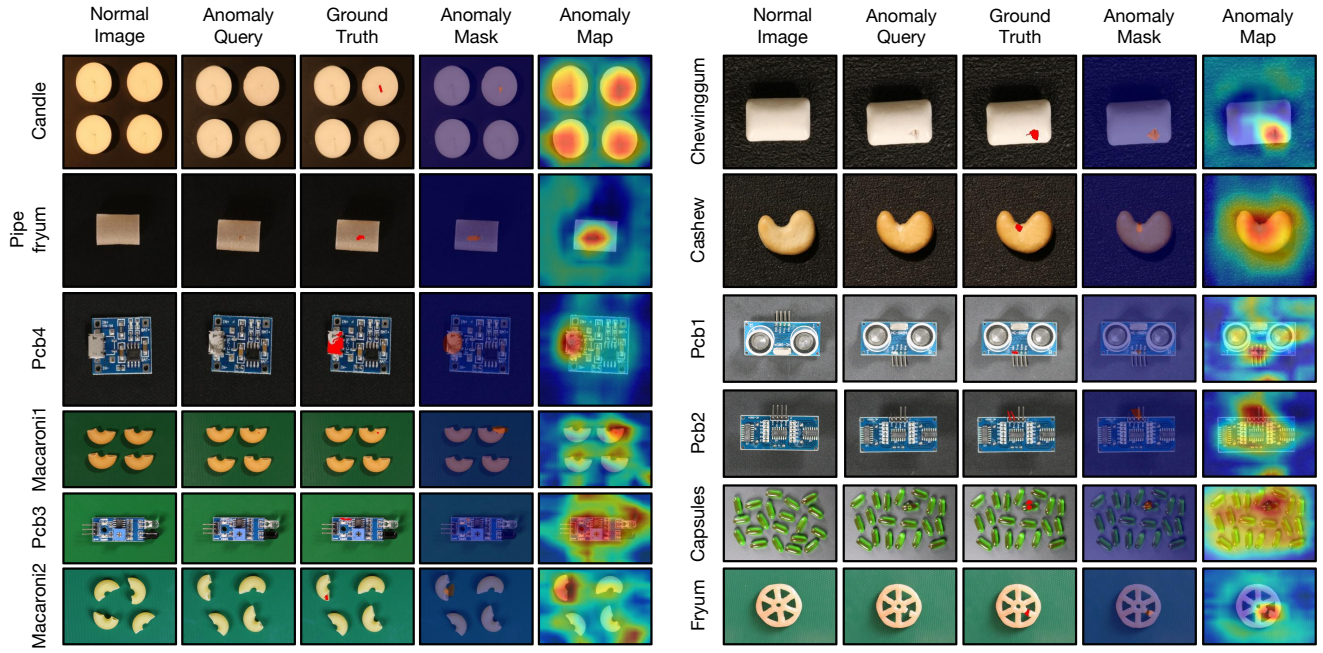 Normal Image
Anomaly Query
Ground Truth
Anomaly Mask
Anomaly Map
Candle
Pipe fryum
Pcb4
Macaroni1
Pcb3
Macaroni2
Normal Image
Anomaly Query
Ground Truth
Anomaly Mask
Anomaly Map
Chewinggum
Cashew
Pcb1
Pcb2
Capsules
Fryum